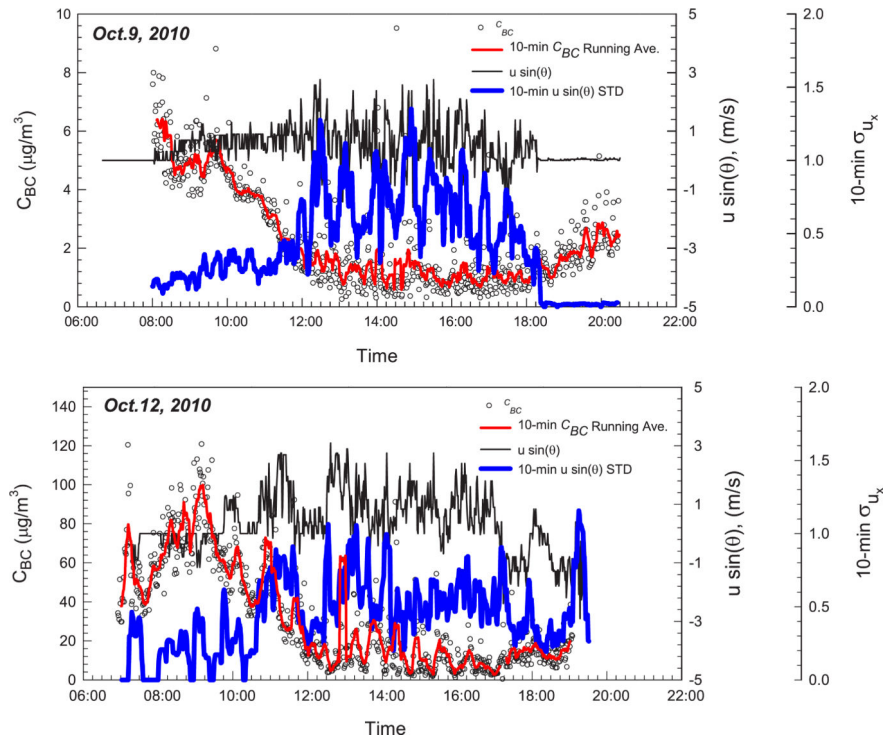 Oct.9, 2010
C_BC
10-min C_BC Running Ave.
u sin(θ)
10-min u sin(θ) STD
10
8
6
4
2
0
C_BC (μg/m³)
5
3
1
-1
-3
-5
u sin(θ), (m/s)
2.0
1.5
1.0
0.5
0.0
10-min σ_u_x
06:00 08:00 10:00 12:00 14:00 16:00 18:00 20:00 22:00
Time
Oct.12, 2010
C_BC
10-min C_BC Running Ave.
u sin(θ)
10-min u sin(θ) STD
140
120
100
80
60
40
20
0
C_BC (μg/m³)
5
3
1
-1
-3
-5
u sin(θ), (m/s)
2.0
1.5
1.0
0.5
0.0
10-min σ_u_x
06:00 08:00 10:00 12:00 14:00 16:00 18:00 20:00 22:00
Time